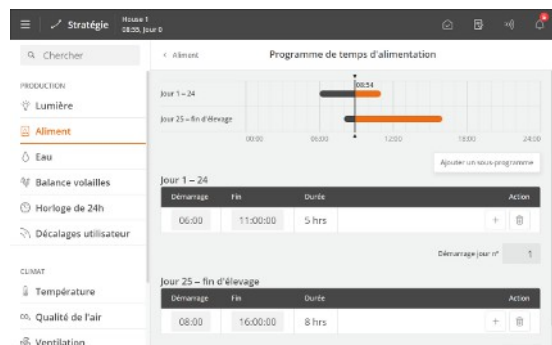 Stratégie
House 1
08:55, Jour 0
Chercher
PRODUCTION
Lumière
Aliment
Eau
Balance volailles
Horloge de 24h
Décalages utilisateur
CLIMAT
Température
CO₂ Qualité de l'air
Ventilation
‹ Aliment
Programme de temps d'alimentation
08:54
Jour 1 – 24
Jour 25 – fin d'élevage
00:00 06:00 12:00 18:00 24:00
Ajouter un sous-programme
Jour 1 – 24
Démarrage Fin Durée Action
06:00 11:00:00 5 hrs +
Démarrage jour n° 1
Jour 25 – fin d'élevage
Démarrage Fin Durée Action
08:00 16:00:00 8 hrs +